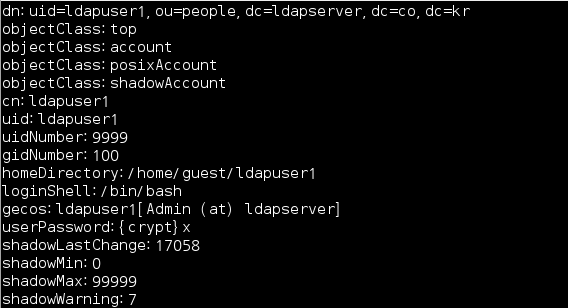 dn: uid=ldapuser1, ou=people, dc=ldapserver, dc=co, dc=kr
objectClass: top
objectClass: account
objectClass: posixAccount
objectClass: shadowAccount
cn: ldapuser1
uid: ldapuser1
uidNumber: 9999
gidNumber: 100
homeDirectory: /home/guest/ldapuser1
loginShell: /bin/bash
gecos: ldapuser1[Admin (at) ldapserver]
userPassword: {crypt}x
shadowLastChange: 17058
shadowMin: 0
shadowMax: 99999
shadowWarning: 7